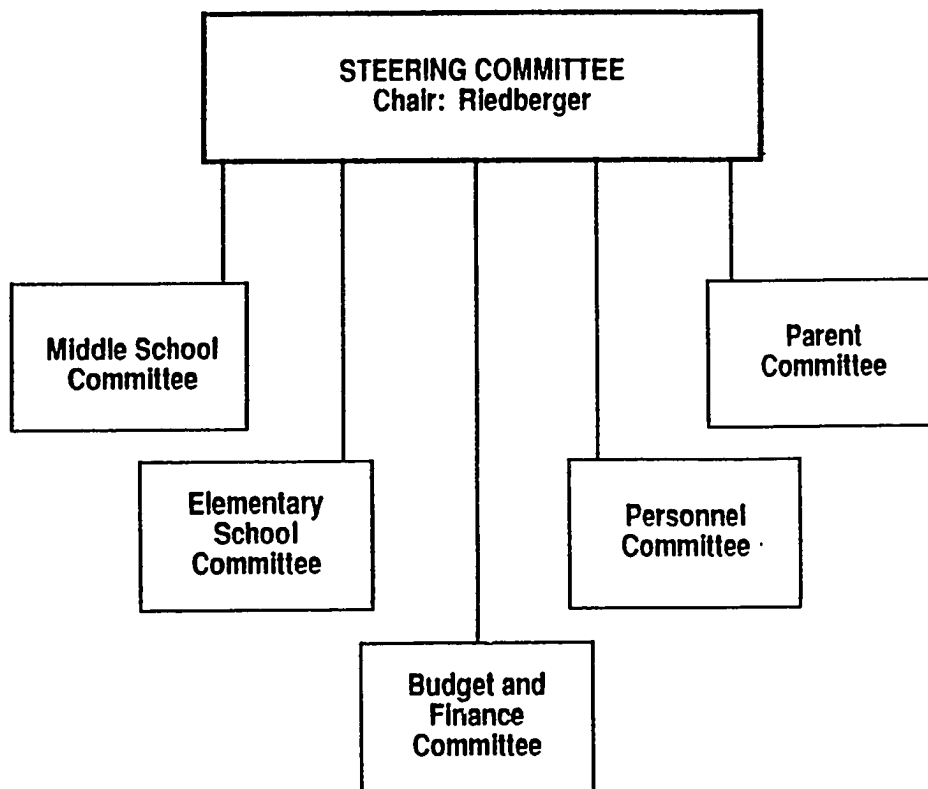 STEERING COMMITTEE
Chair: Riedberger
Middle School
Committee
Parent
Committee
Elementary
School
Committee
Personnel
Committee
Budget and
Finance
Committee